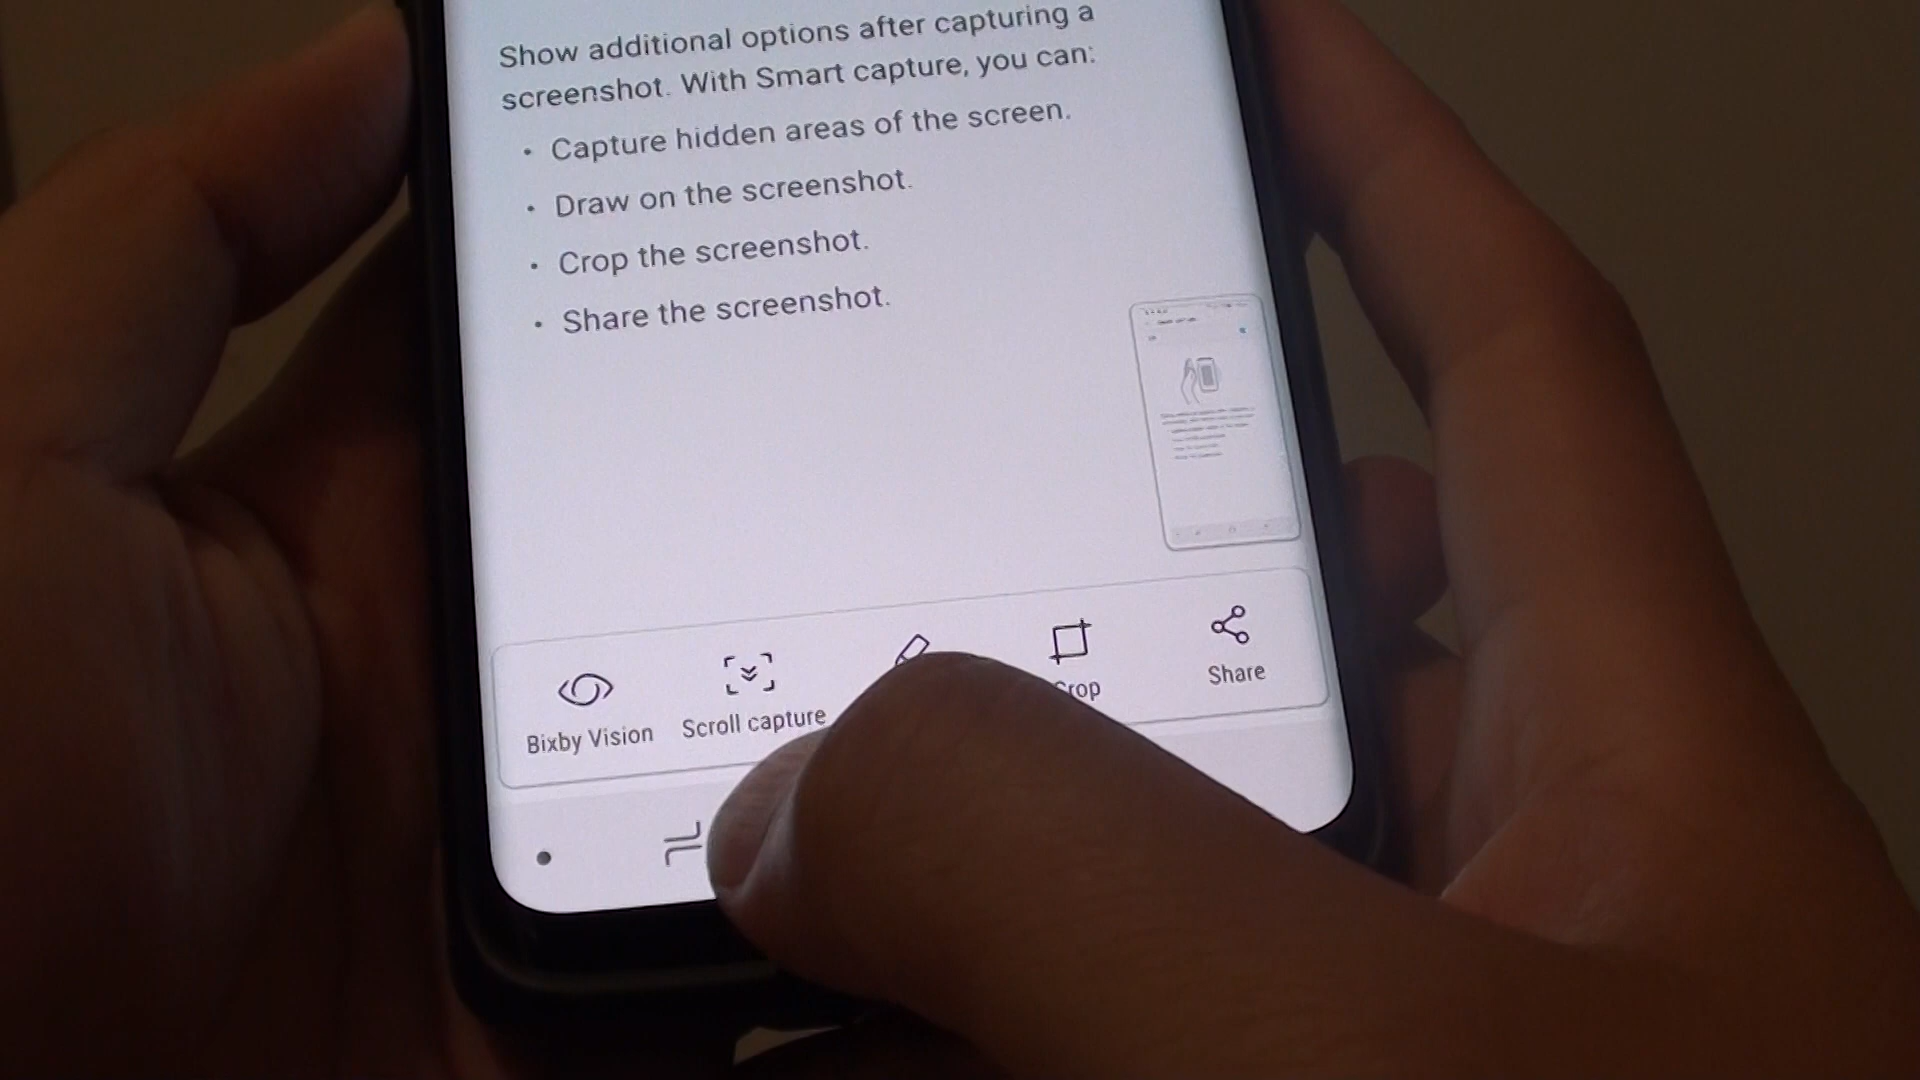 Show additional options after capturing a
screenshot. With Smart capture, you can:
• Capture hidden areas of the screen.
• Draw on the screenshot.
• Crop the screenshot.
• Share the screenshot.
Bixby Vision
Scroll capture
Crop
Share